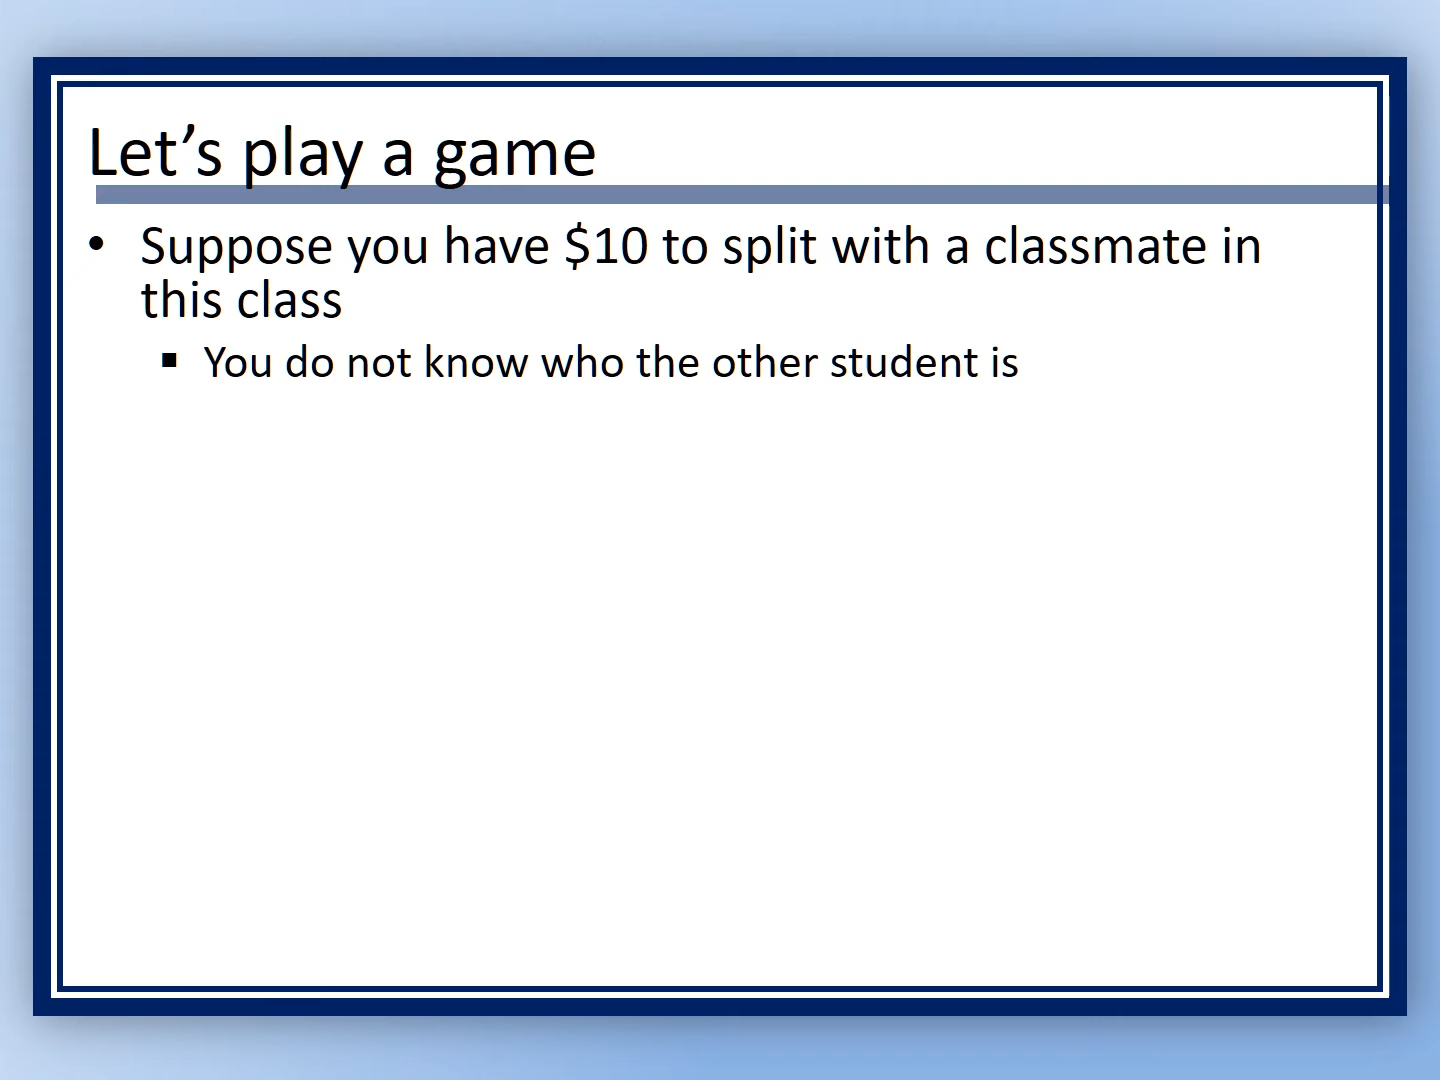 Let’s play a game
• Suppose you have $10 to split with a classmate in
this class
▪ You do not know who the other student is